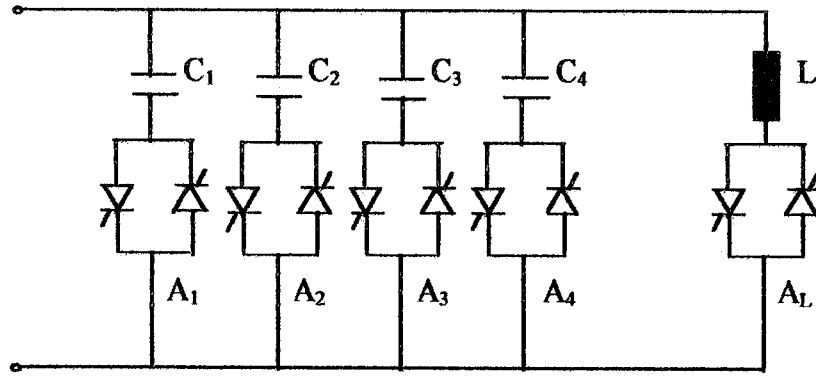 C₁ C₂ C₃ C₄ L
A₁ A₂ A₃ A₄ A_L